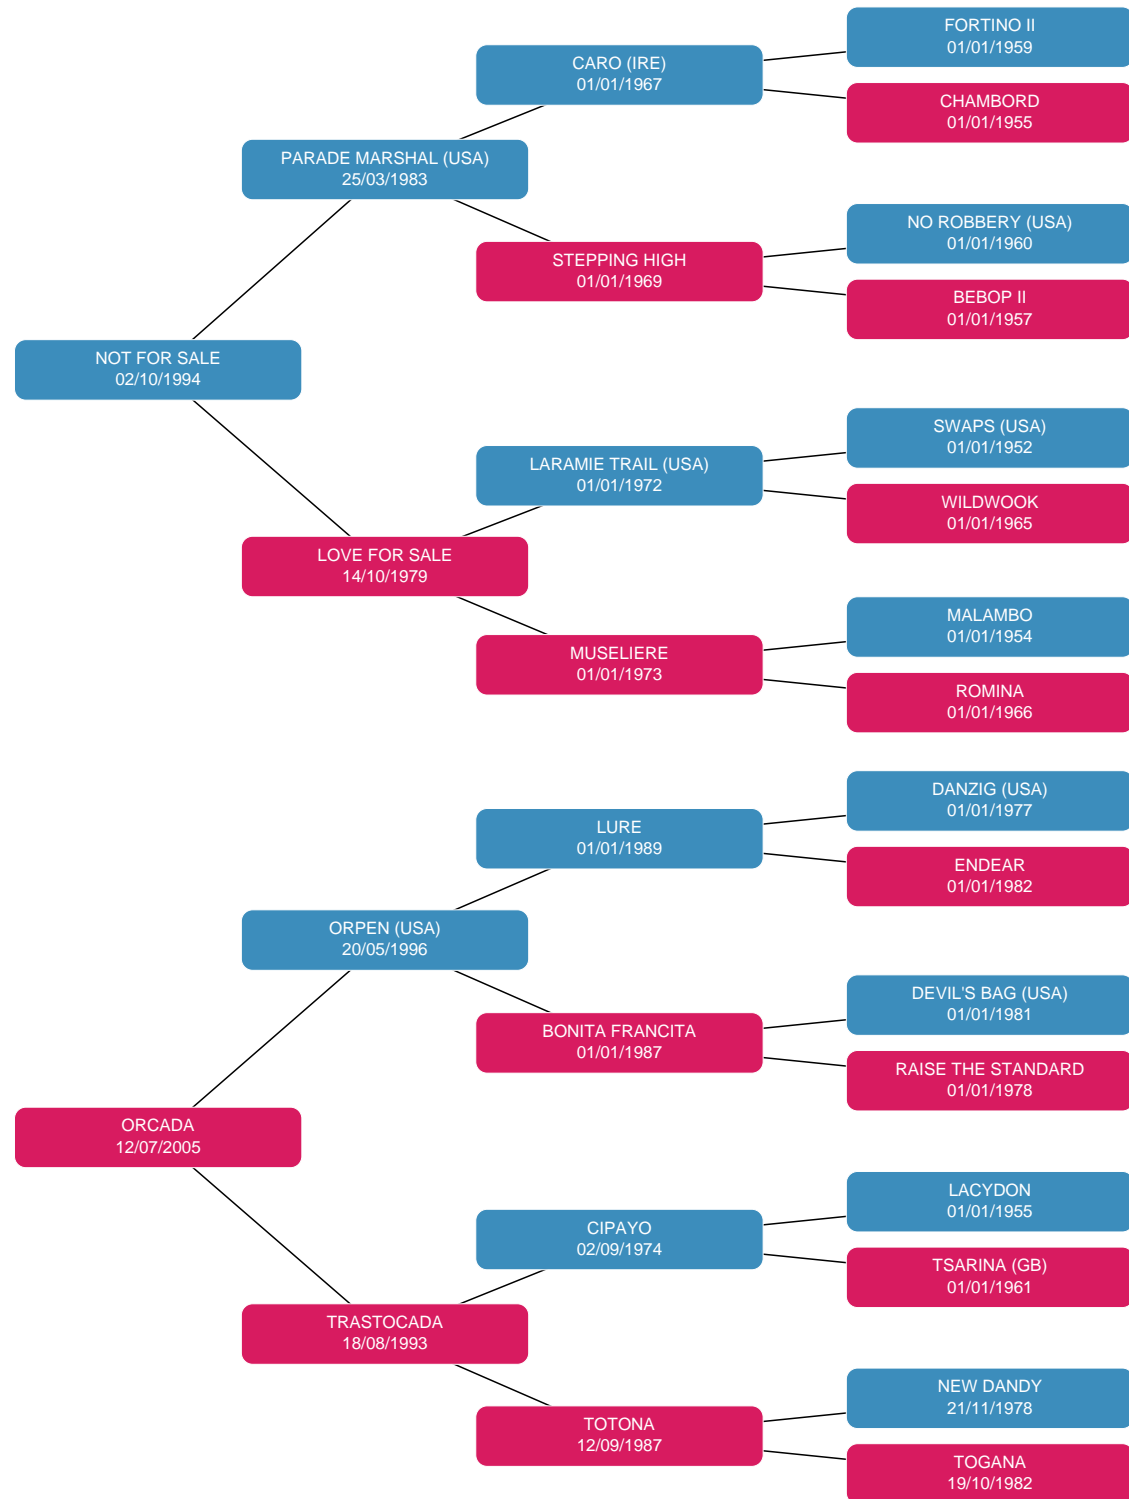 FORTINO II
01/01/1959
CARO (IRE)
01/01/1967
CHAMBORD
01/01/1955
PARADE MARSHAL (USA)
25/03/1983
NO ROBBERY (USA)
01/01/1960
STEPPING HIGH
01/01/1969
BEBOP II
01/01/1957
NOT FOR SALE
02/10/1994
SWAPS (USA)
01/01/1952
LARAMIE TRAIL (USA)
01/01/1972
WILDWOOK
01/01/1965
LOVE FOR SALE
14/10/1979
MALAMBO
01/01/1954
MUSELIERE
01/01/1973
ROMINA
01/01/1966
DANZIG (USA)
01/01/1977
LURE
01/01/1989
ENDEAR
01/01/1982
ORPEN (USA)
20/05/1996
DEVIL'S BAG (USA)
01/01/1981
BONITA FRANCITA
01/01/1987
RAISE THE STANDARD
01/01/1978
ORCADA
12/07/2005
LACYDON
01/01/1955
CIPAYO
02/09/1974
TSARINA (GB)
01/01/1961
TRASTOCADA
18/08/1993
NEW DANDY
21/11/1978
TOTONA
12/09/1987
TOGANA
19/10/1982